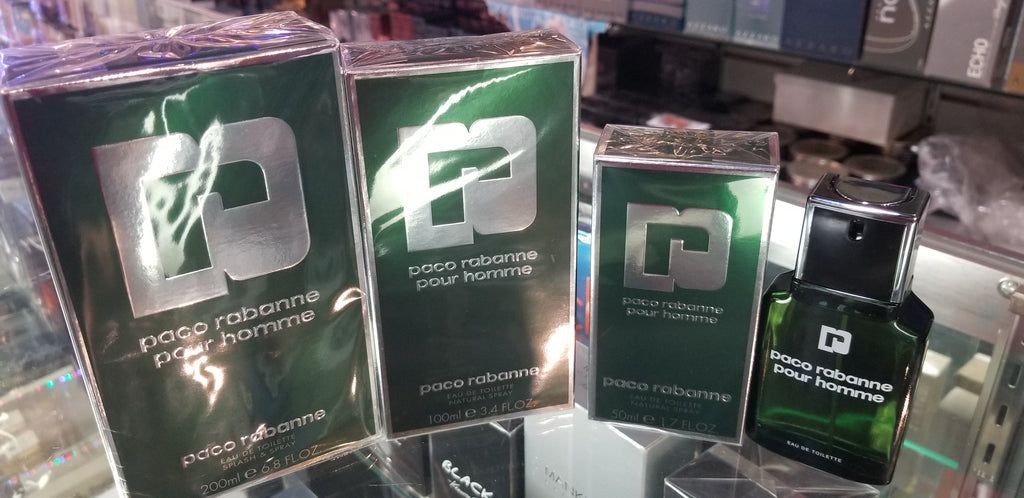 paco rabanne
pour homme
paco rabanne
EAU DE TOILETTE
SPLASH & SPRAY
200ml e 6.8 FL.OZ
paco rabanne
pour homme
paco rabanne
EAU DE TOILETTE
NATURAL SPRAY
100ml e 3.4 FL.OZ
paco rabanne
pour homme
paco rabanne
EAU DE TOILETTE
NATURAL SPRAY
50ml e 1.7 FL.OZ
paco rabanne
pour homme
EAU DE TOILETTE
ECHO
BLACK